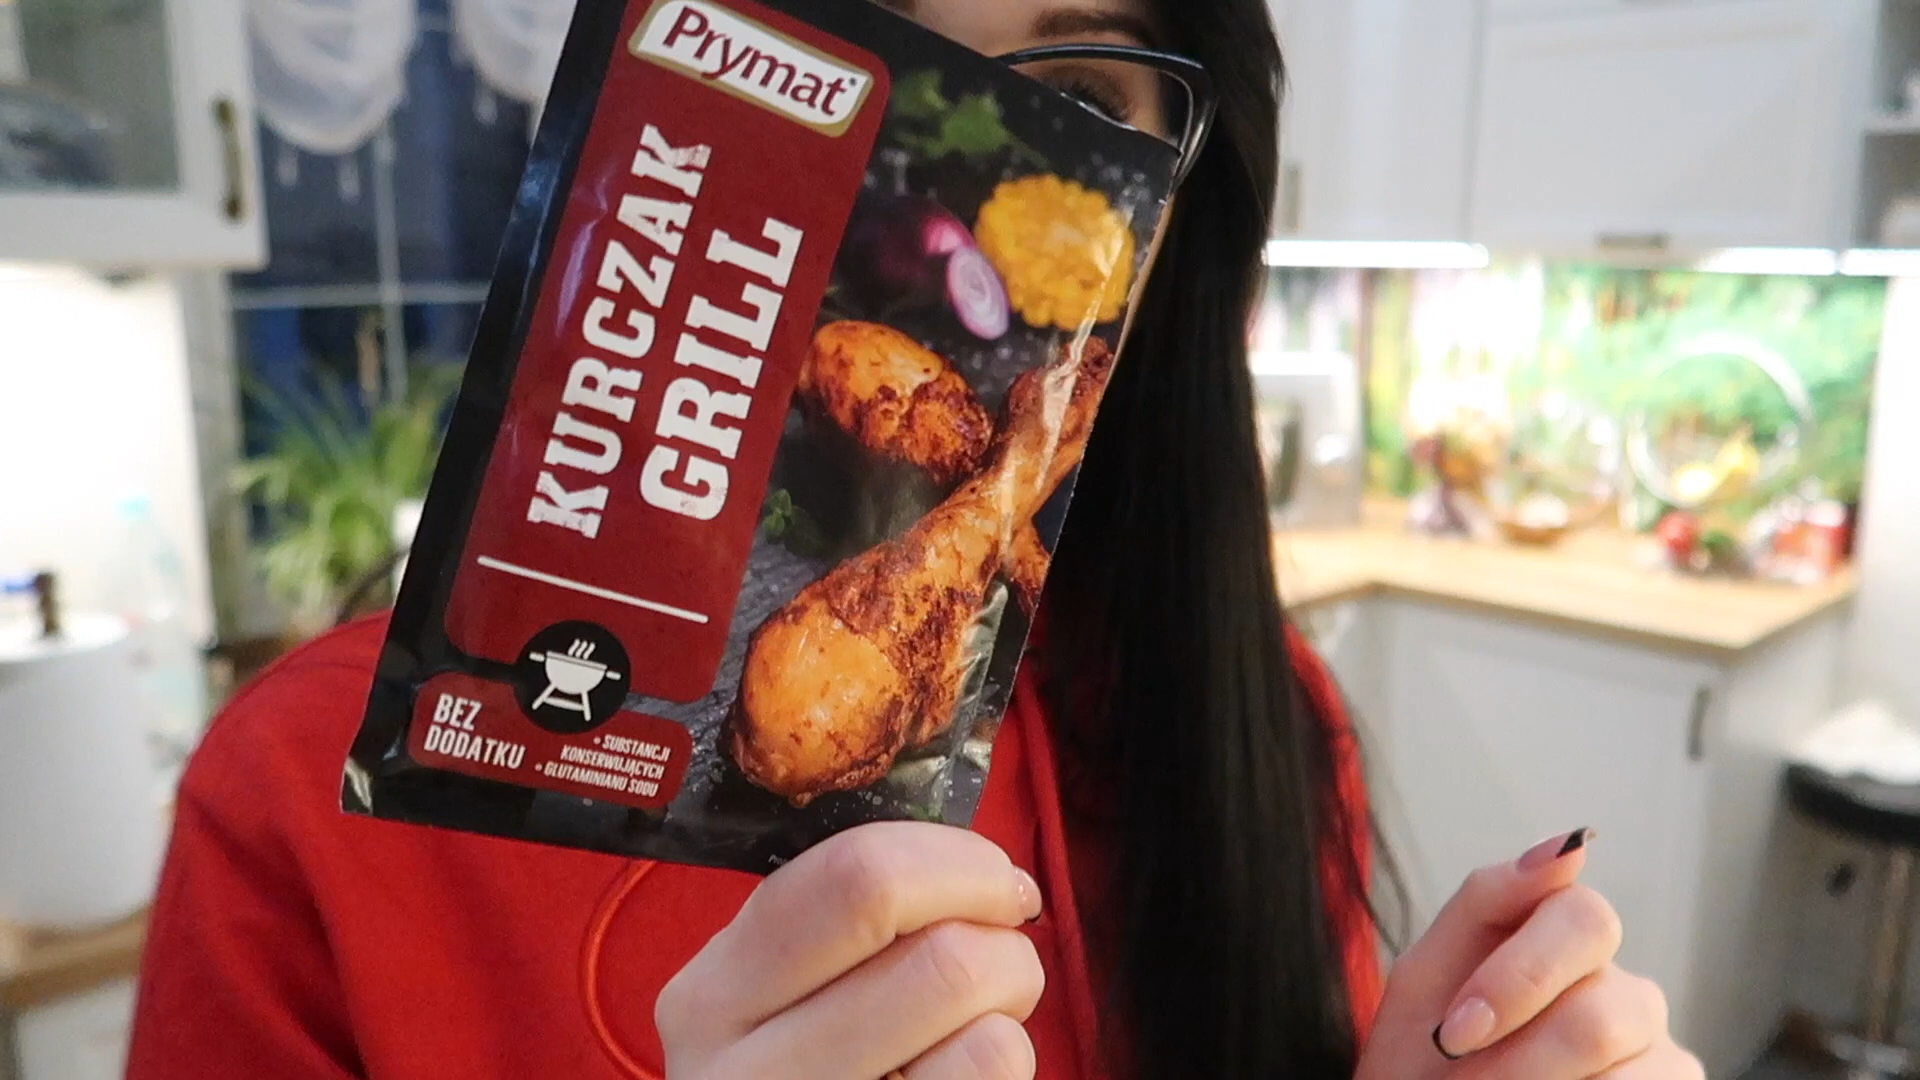 Prymat
KURCZAK
GRILL
BEZ
DODATKU
• SUBSTANCJI
KONSERWUJĄCYCH
• GLUTAMINIANU SODU